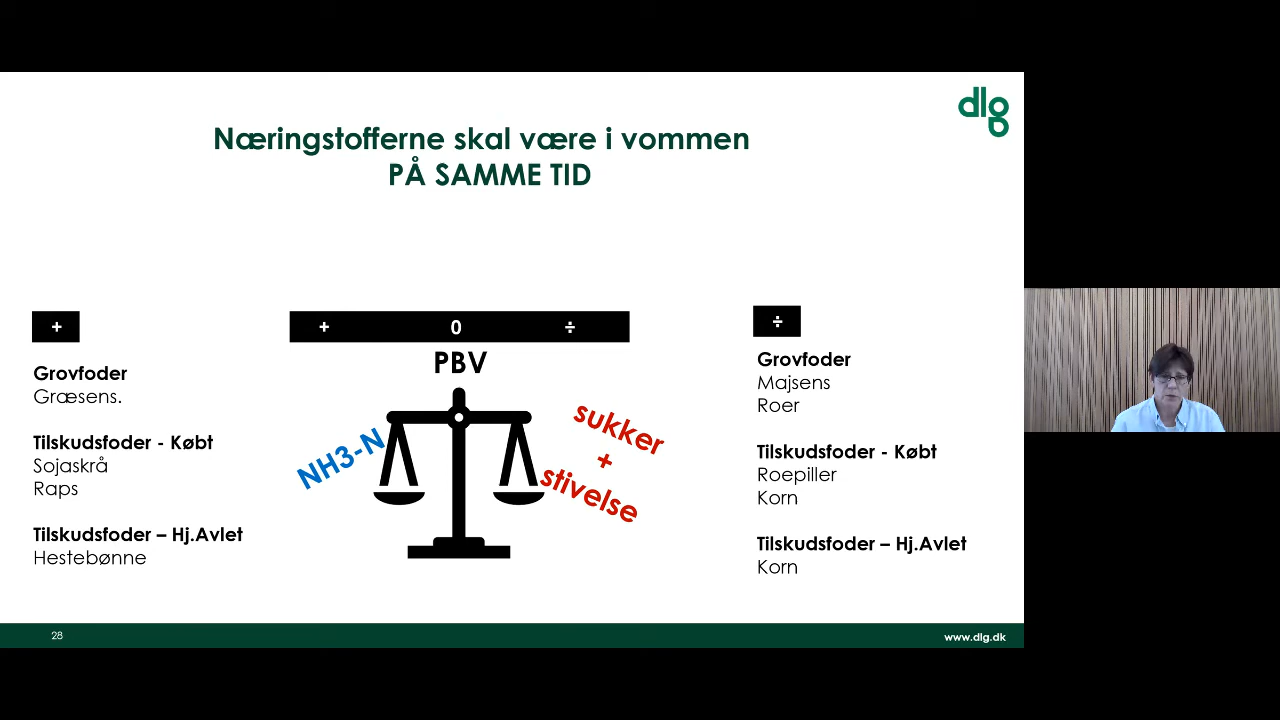 dlg
Næringstofferne skal være i vommen
PÅ SAMME TID
+
Grovfoder
Græsens.
Tilskudsfoder - Købt
Sojaskrå
Raps
Tilskudsfoder – Hj.Avlet
Hestebønne
+ 0 ÷
PBV
NH3-N
sukker
+
stivelse
÷
Grovfoder
Majsens
Roer
Tilskudsfoder - Købt
Roepiller
Korn
Tilskudsfoder – Hj.Avlet
Korn
28
www.dlg.dk